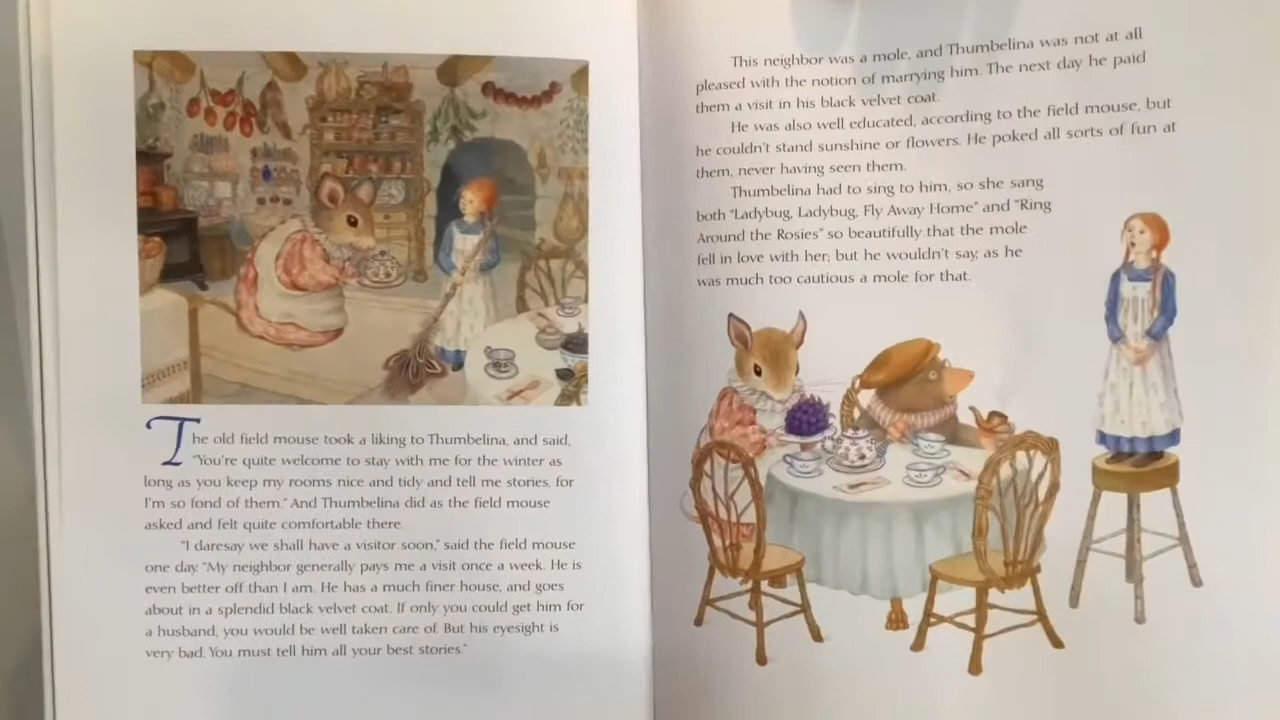 The old field mouse took a liking to Thumbelina, and said,
"You're quite welcome to stay with me for the winter as
long as you keep my rooms nice and tidy and tell me stories, for
I'm so fond of them." And Thumbelina did as the field mouse
asked and felt quite comfortable there.
"I daresay we shall have a visitor soon," said the field mouse
one day. "My neighbor generally pays me a visit once a week. He is
even better off than I am. He has a much finer house, and goes
about in a splendid black velvet coat. If only you could get him for
a husband, you would be well taken care of. But his eyesight is
very bad. You must tell him all your best stories."
This neighbor was a mole, and Thumbelina was not at all
pleased with the notion of marrying him. The next day he paid
them a visit in his black velvet coat.
He was also well educated, according to the field mouse, but
he couldn't stand sunshine or flowers. He poked all sorts of fun at
them, never having seen them.
Thumbelina had to sing to him, so she sang
both "Ladybug, Ladybug, Fly Away Home" and "Ring
Around the Rosies" so beautifully that the mole
fell in love with her; but he wouldn't say, as he
was much too cautious a mole for that.